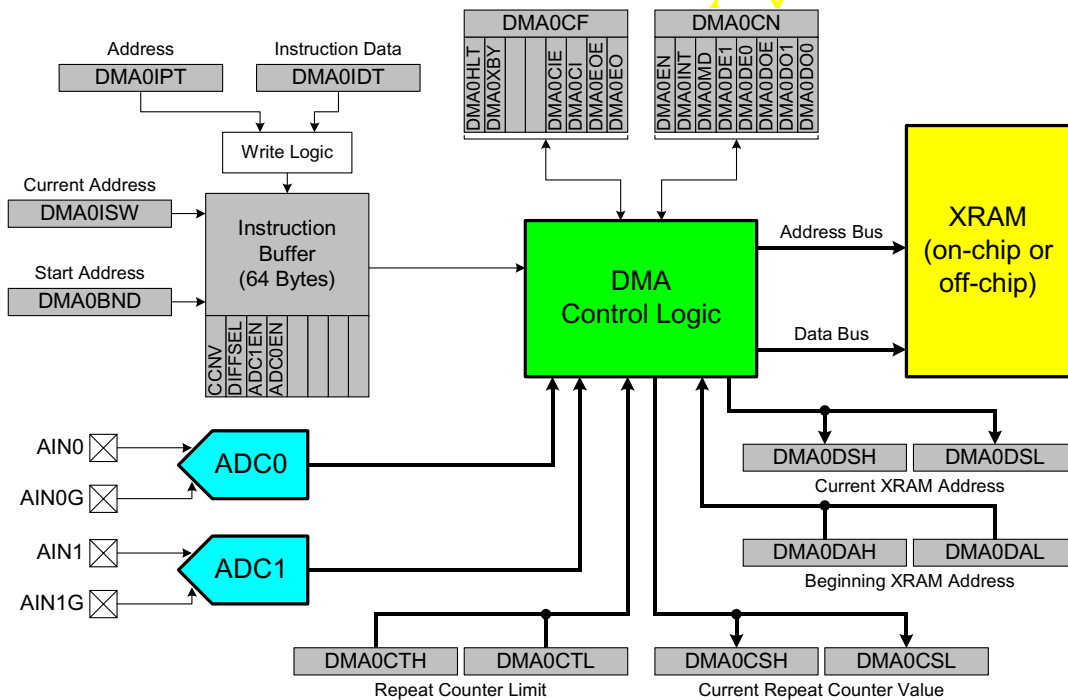 DMA0CF
DMA0HLT
DMA0XBY
DMA0CIE
DMA0CI
DMA0EOE
DMA0EO
DMA0CN
DMA0EN
DMA0INT
DMA0MD
DMA0DE1
DMA0DE0
DMA0DOE
DMA0DO1
DMA0DO0
Address
DMA0IPT
Instruction Data
DMA0IDT
Write Logic
Current Address
DMA0ISW
Start Address
DMA0BND
Instruction
Buffer
(64 Bytes)
CCNV
DIFFSEL
ADC1EN
ADC0EN
DMA
Control Logic
Address Bus
Data Bus
XRAM
(on-chip or
off-chip)
AIN0
AIN0G
ADC0
AIN1
AIN1G
ADC1
DMA0DSH
DMA0DSL
Current XRAM Address
DMA0DAH
DMA0DAL
Beginning XRAM Address
DMA0CTH
DMA0CTL
Repeat Counter Limit
DMA0CSH
DMA0CSL
Current Repeat Counter Value